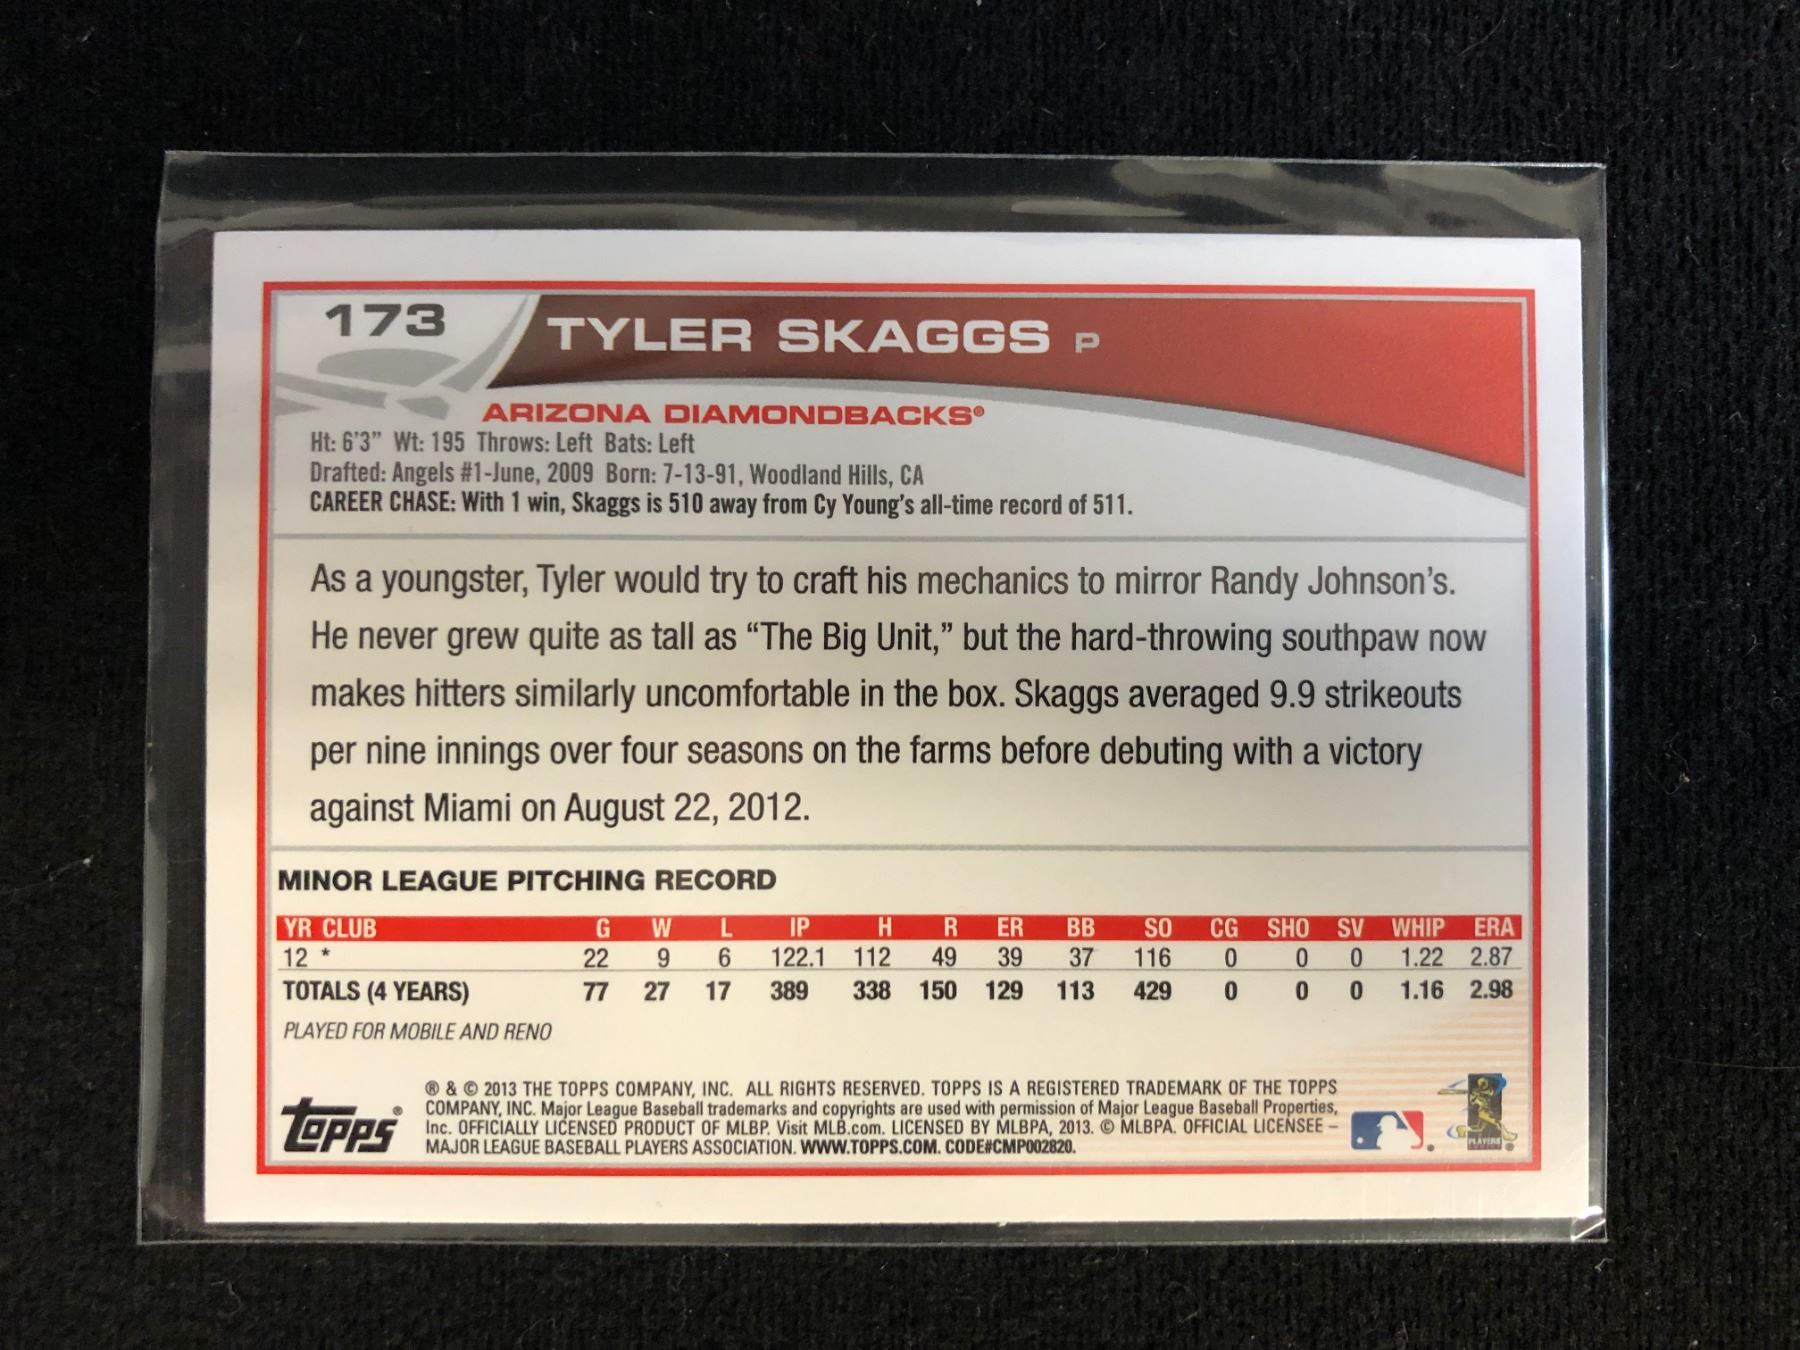 173
TYLER SKAGGS P
ARIZONA DIAMONDBACKS®
Ht: 6'3" Wt: 195 Throws: Left Bats: Left
Drafted: Angels #1-June, 2009 Born: 7-13-91, Woodland Hills, CA
CAREER CHASE: With 1 win, Skaggs is 510 away from Cy Young's all-time record of 511.
As a youngster, Tyler would try to craft his mechanics to mirror Randy Johnson's.
He never grew quite as tall as “The Big Unit,” but the hard-throwing southpaw now
makes hitters similarly uncomfortable in the box. Skaggs averaged 9.9 strikeouts
per nine innings over four seasons on the farms before debuting with a victory
against Miami on August 22, 2012.
MINOR LEAGUE PITCHING RECORD
YR CLUB G W L IP H R ER BB SO CG SHO SV WHIP ERA
12 * 22 9 6 122.1 112 49 39 37 116 0 0 0 1.22 2.87
TOTALS (4 YEARS) 77 27 17 389 338 150 129 113 429 0 0 0 1.16 2.98
PLAYED FOR MOBILE AND RENO
® & © 2013 THE TOPPS COMPANY, INC. ALL RIGHTS RESERVED. TOPPS IS A REGISTERED TRADEMARK OF THE TOPPS
COMPANY, INC. Major League Baseball trademarks and copyrights are used with permission of Major League Baseball Properties,
Inc. OFFICIALLY LICENSED PRODUCT OF MLBP. Visit MLB.com. LICENSED BY MLBPA, 2013. © MLBPA. OFFICIAL LICENSEE –
MAJOR LEAGUE BASEBALL PLAYERS ASSOCIATION. WWW.TOPPS.COM. CODE#CMP002820.
Topps®
PLAYERS